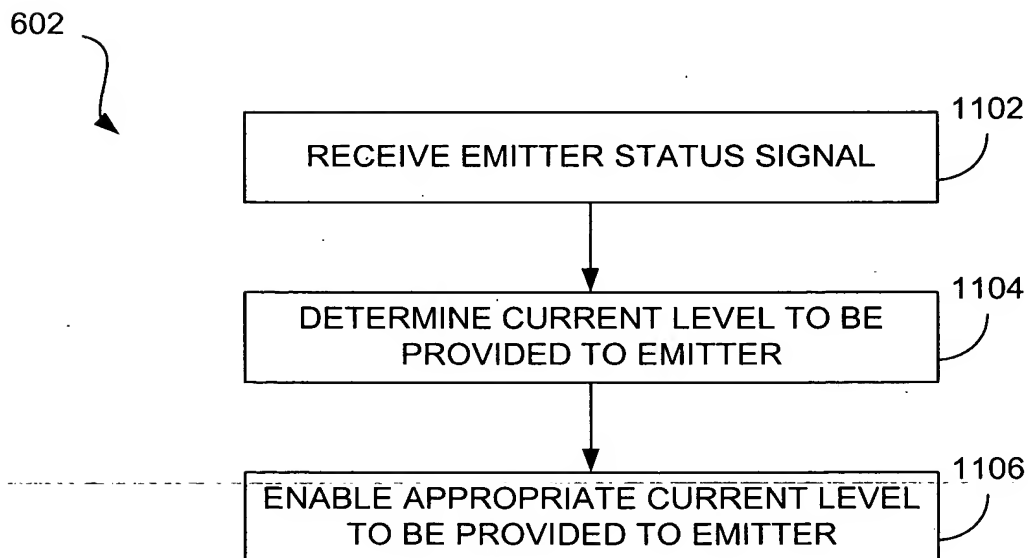 602
1102
RECEIVE EMITTER STATUS SIGNAL
1104
DETERMINE CURRENT LEVEL TO BE
PROVIDED TO EMITTER
1106
ENABLE APPROPRIATE CURRENT LEVEL
TO BE PROVIDED TO EMITTER